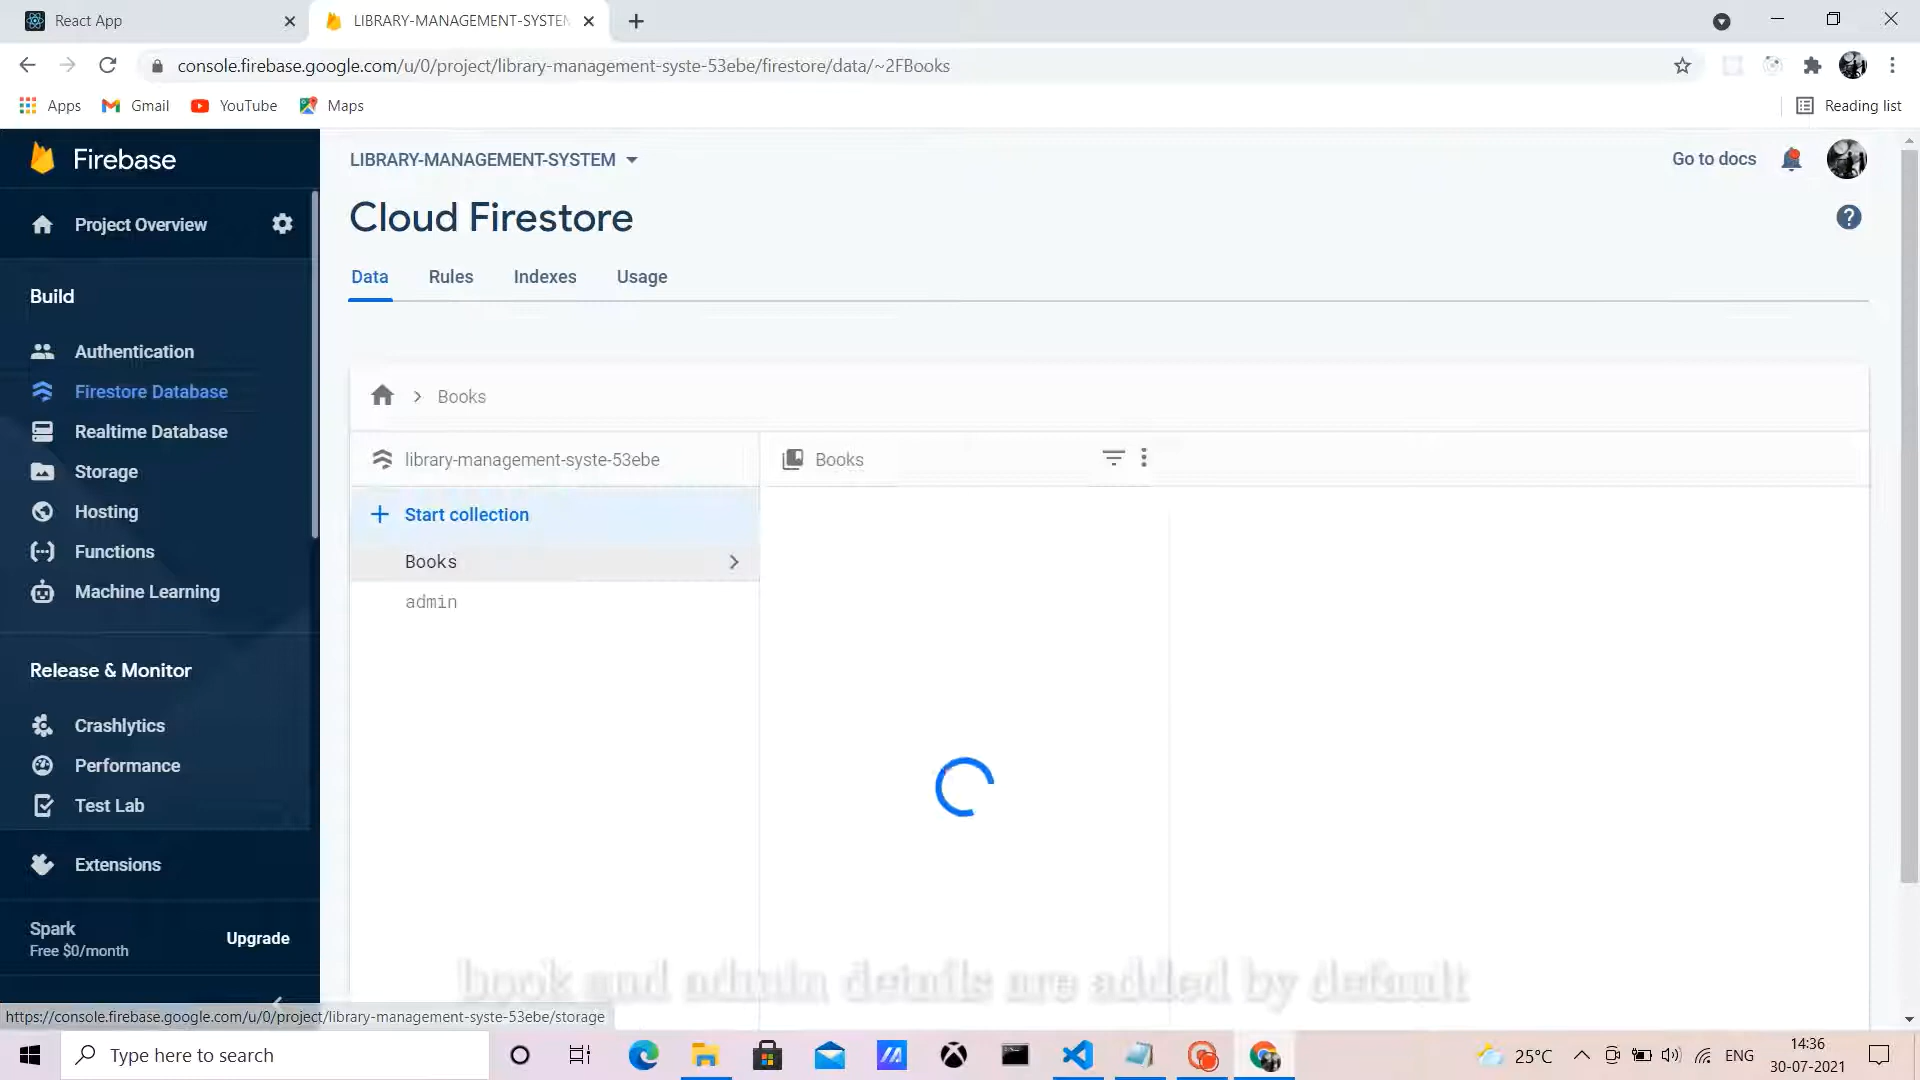 React App
LIBRARY-MANAGEMENT-SYSTEM
console.firebase.google.com/u/0/project/library-management-syste-53ebe/firestore/data/~2FBooks
Apps
Gmail
YouTube
Maps
Reading list
Firebase
LIBRARY-MANAGEMENT-SYSTEM
Go to docs
Project Overview
Cloud Firestore
Data
Rules
Indexes
Usage
Build
Authentication
Firestore Database
Realtime Database
Storage
Hosting
Functions
Machine Learning
Release & Monitor
Crashlytics
Performance
Test Lab
Extensions
Spark
Free $0/month
Upgrade
Books
library-management-syste-53ebe
Books
Start collection
Books
admin
book and admin details are added by default
https://console.firebase.google.com/u/0/project/library-management-syste-53ebe/storage
Type here to search
25°C
ENG
14:36
30-07-2021